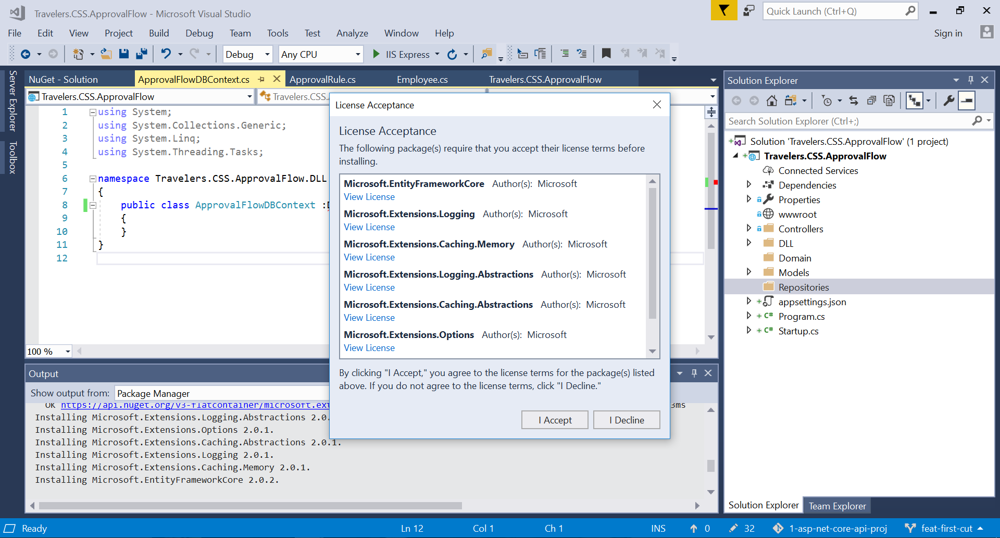 Travelers.CSS.ApprovalFlow - Microsoft Visual Studio
Quick Launch (Ctrl+Q)
File Edit View Project Build Debug Team Tools Test Analyze Window Help
Sign in
Debug Any CPU IIS Express
Server Explorer
Toolbox
NuGet - Solution ApprovalFlowDBContext.cs ApprovalRule.cs Employee.cs Travelers.CSS.ApprovalFlow
Travelers.CSS.ApprovalFlow Travelers.CSS.
1 using System;
2 using System.Collections.Generic;
3 using System.Linq;
4 using System.Threading.Tasks;
5
6 namespace Travelers.CSS.ApprovalFlow.DLL
7 {
8 public class ApprovalFlowDBContext :
9 {
10 }
11 }
12
100 %
License Acceptance
License Acceptance
The following package(s) require that you accept their license terms before
installing.
Microsoft.EntityFrameworkCore Author(s): Microsoft
View License
Microsoft.Extensions.Logging Author(s): Microsoft
View License
Microsoft.Extensions.Caching.Memory Author(s): Microsoft
View License
Microsoft.Extensions.Logging.Abstractions Author(s): Microsoft
View License
Microsoft.Extensions.Caching.Abstractions Author(s): Microsoft
View License
Microsoft.Extensions.Options Author(s): Microsoft
View License
By clicking "I Accept," you agree to the license terms for the package(s) listed
above. If you do not agree to the license terms, click "I Decline."
I Accept I Decline
Output
Show output from: Package Manager
OK https://api.nuget.org/v3-flatcontainer/microsoft.ext 3ms
Installing Microsoft.Extensions.Logging.Abstractions 2.0.
Installing Microsoft.Extensions.Options 2.0.1.
Installing Microsoft.Extensions.Caching.Abstractions 2.0.1.
Installing Microsoft.Extensions.Logging 2.0.1.
Installing Microsoft.Extensions.Caching.Memory 2.0.1.
Installing Microsoft.EntityFrameworkCore 2.0.2.
Solution Explorer
Search Solution Explorer (Ctrl+;)
Solution 'Travelers.CSS.ApprovalFlow' (1 project)
Travelers.CSS.ApprovalFlow
Connected Services
Dependencies
Properties
wwwroot
Controllers
DLL
Domain
Models
Repositories
appsettings.json
C# Program.cs
C# Startup.cs
Solution Explorer Team Explorer
Ready Ln 12 Col 1 Ch 1 INS 0 32 1-asp-net-core-api-proj feat-first-cut